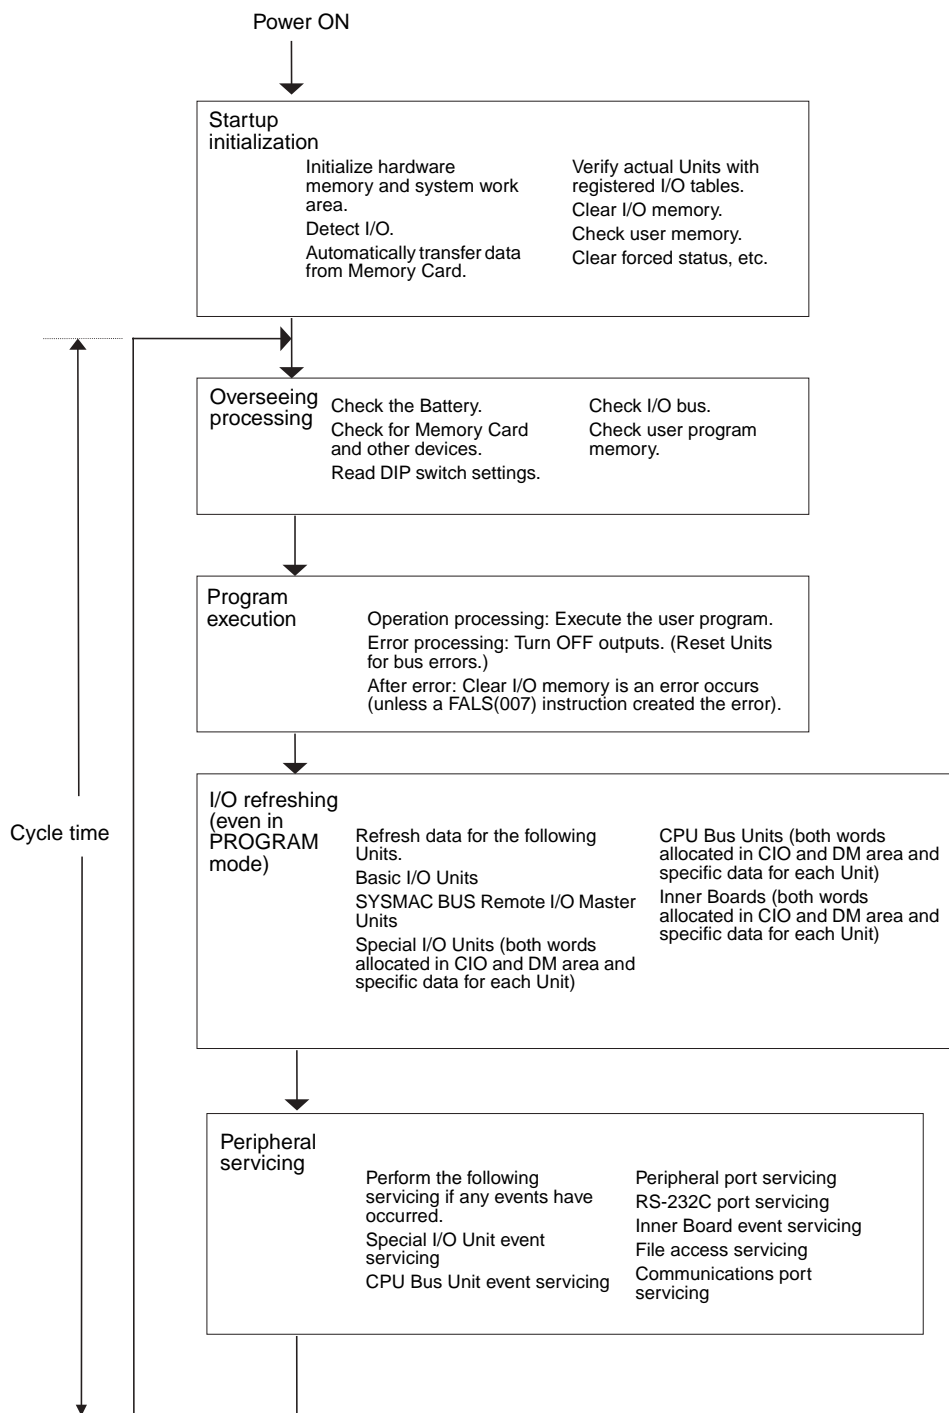 Power ON
Startup
initialization
Initialize hardware
memory and system work
area.
Detect I/O.
Automatically transfer data
from Memory Card.
Verify actual Units with
registered I/O tables.
Clear I/O memory.
Check user memory.
Clear forced status, etc.
Overseeing
processing
Check the Battery.
Check for Memory Card
and other devices.
Read DIP switch settings.
Check I/O bus.
Check user program
memory.
Program
execution
Operation processing: Execute the user program.
Error processing: Turn OFF outputs. (Reset Units
for bus errors.)
After error: Clear I/O memory is an error occurs
(unless a FALS(007) instruction created the error).
Cycle time
I/O refreshing
(even in
PROGRAM
mode)
Refresh data for the following
Units.
Basic I/O Units
SYSMAC BUS Remote I/O Master
Units
Special I/O Units (both words
allocated in CIO and DM area and
specific data for each Unit)
CPU Bus Units (both words
allocated in CIO and DM area and
specific data for each Unit)
Inner Boards (both words
allocated in CIO and DM area and
specific data for each Unit)
Peripheral
servicing
Perform the following
servicing if any events have
occurred.
Special I/O Unit event
servicing
CPU Bus Unit event servicing
Peripheral port servicing
RS-232C port servicing
Inner Board event servicing
File access servicing
Communications port
servicing